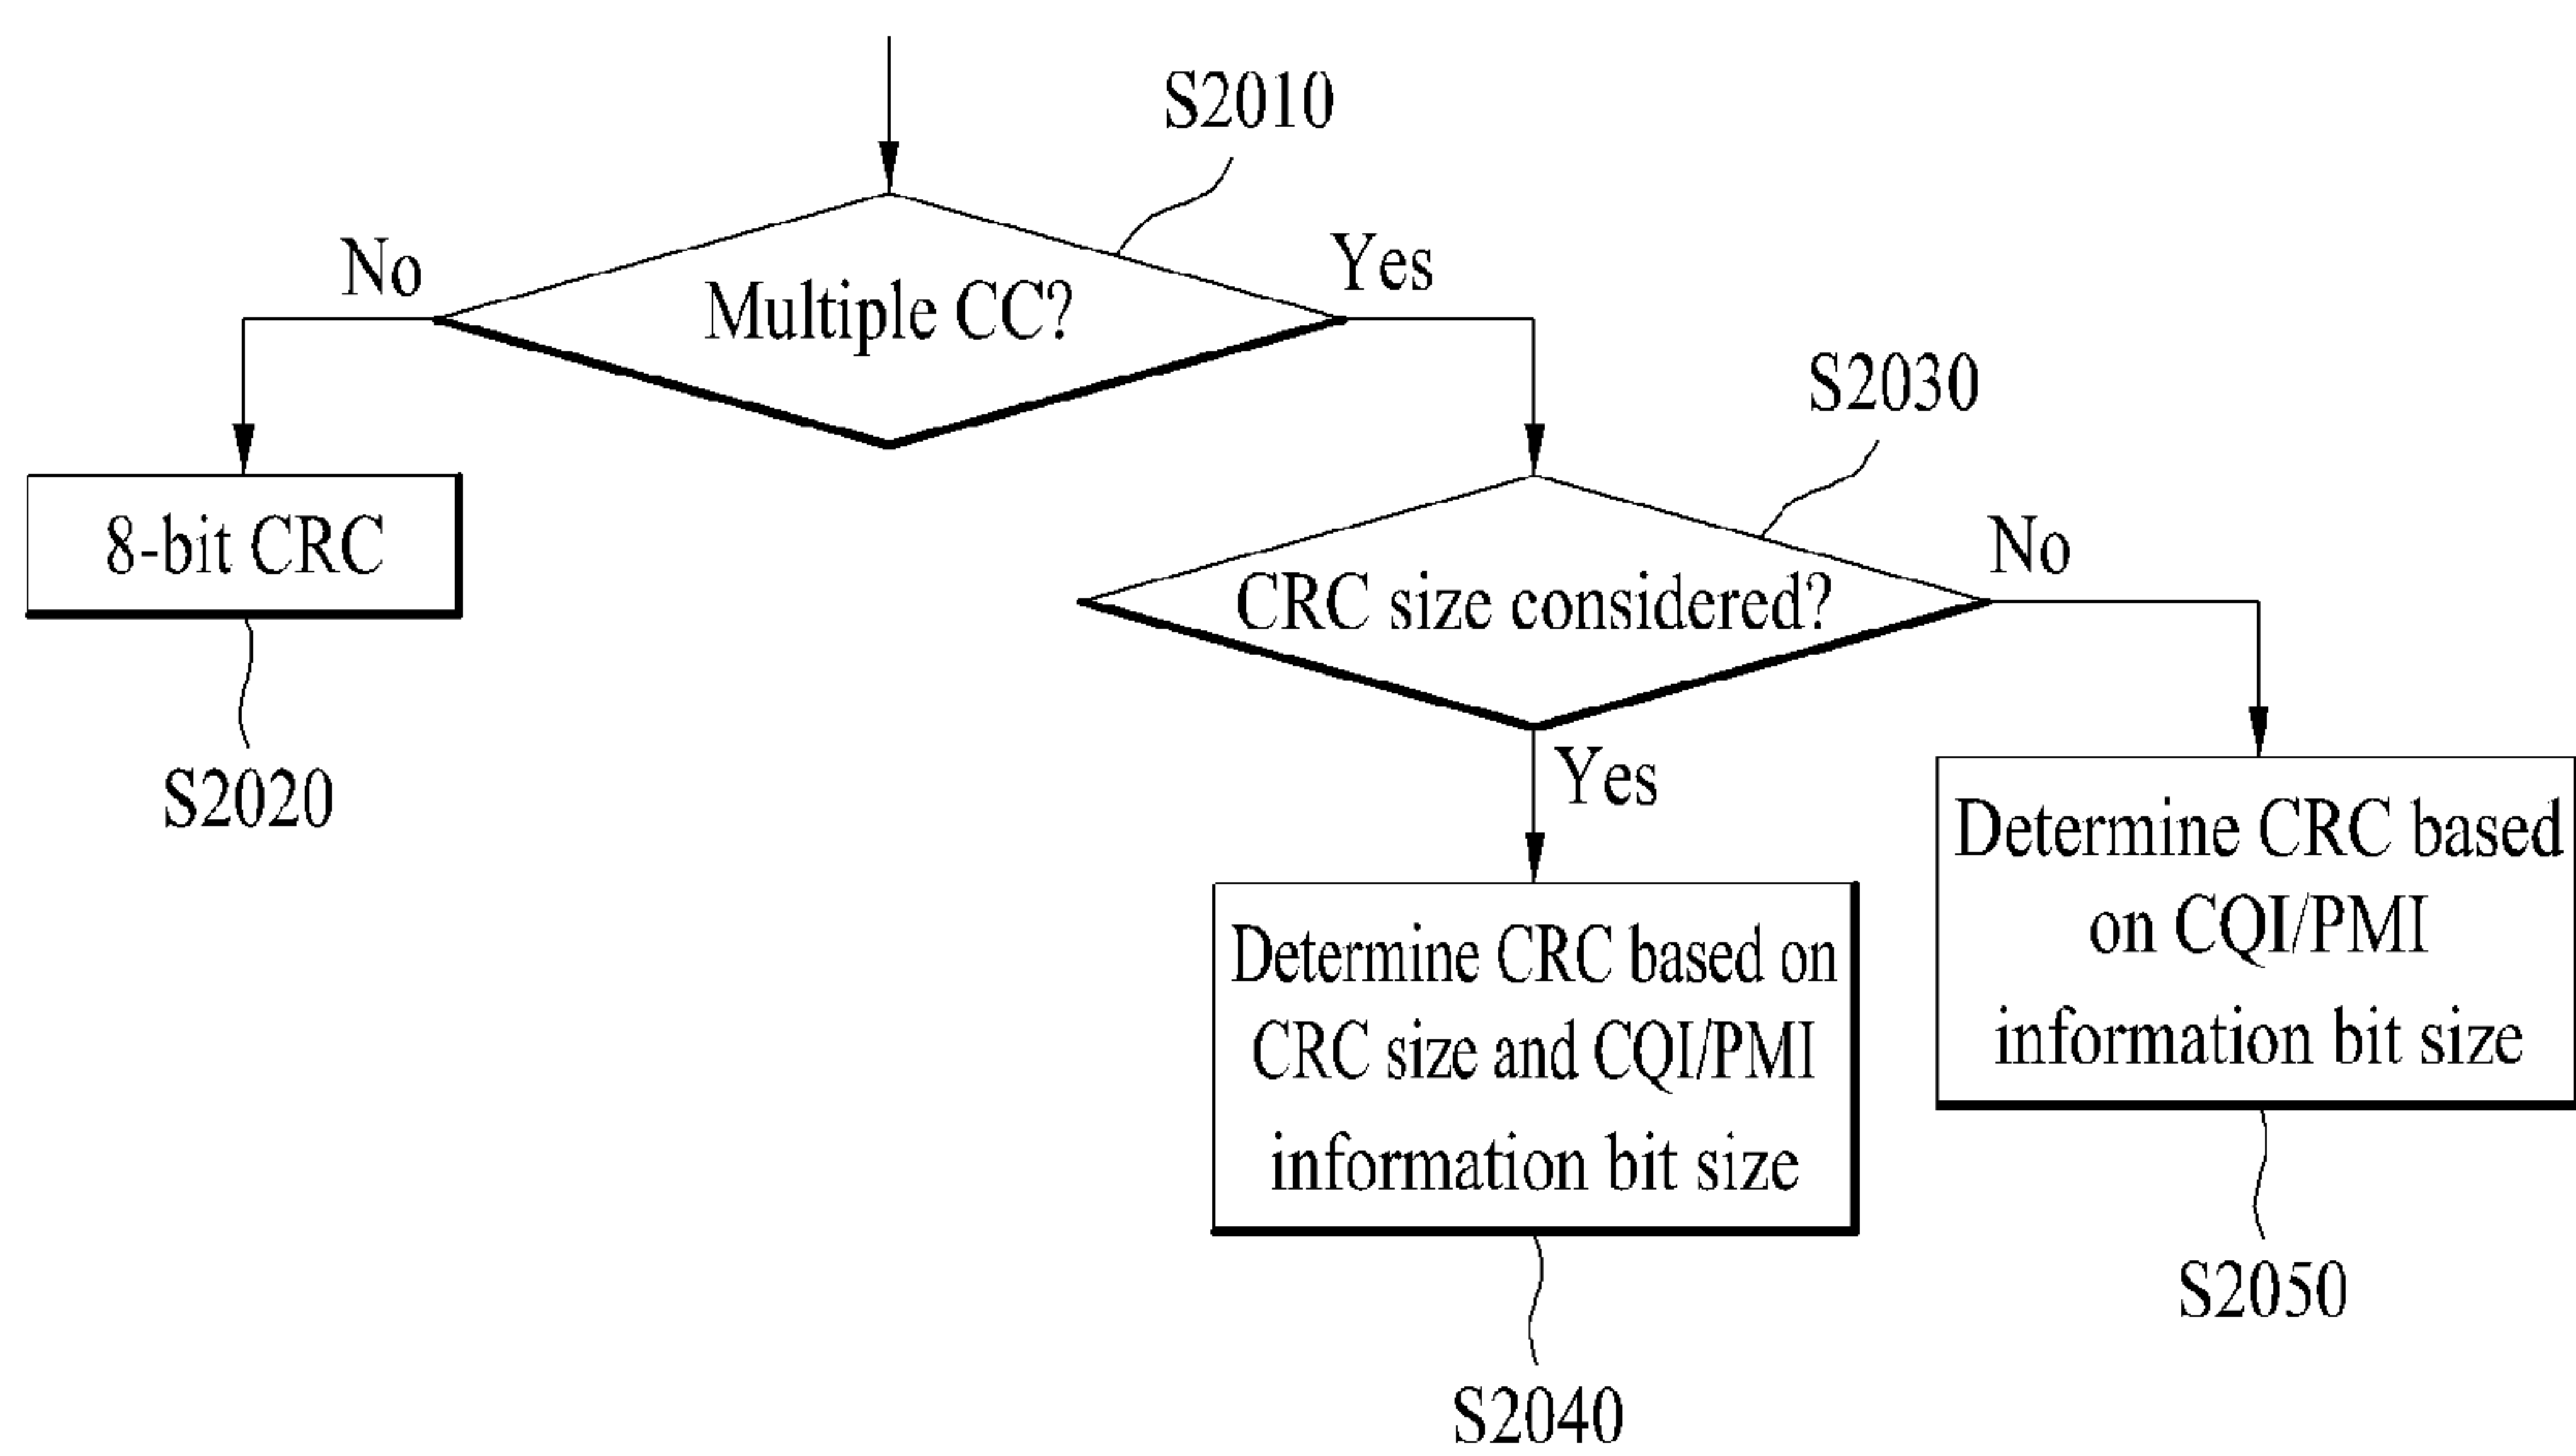 S2010
No
Yes
Multiple CC?
S2030
8-bit CRC
No
CRC size considered?
S2020
Yes
Determine CRC based
on CQI/PMI
information bit size
Determine CRC based on
CRC size and CQI/PMI
information bit size
S2050
S2040